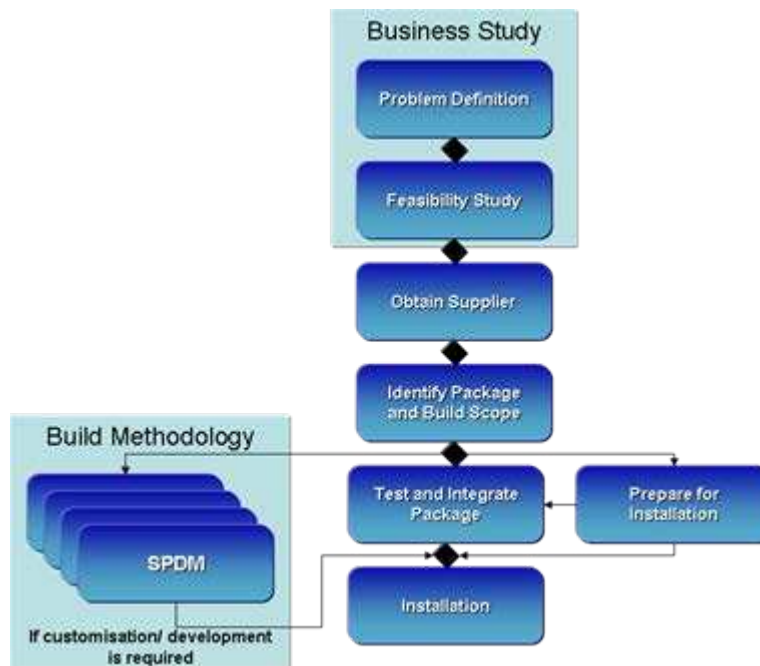 Business Study
Problem Definition
Feasibility Study
Obtain Supplier
Identify Package
and Build Scope
Build Methodology
Test and Integrate
Package
Prepare for
Installation
SPDM
Installation
If customisation/ development
is required